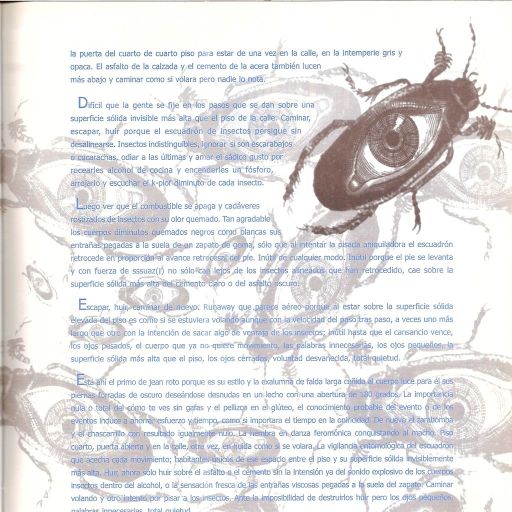 la puerta del cuarto de cuarto piso para estar de una vez en la calle, en la intemperie gris y
opaca. El asfalto de la calzada y el cemento de la acera también lucen
más abajo y caminar como si volara pero nadie lo nota.
Difícil que la gente se fije en los pasos que se dan sobre una
superficie sólida invisible más alta que el piso de la calle. Caminar,
escapar, huir porque el escuadrón de insectos persigue sin
desalinearse. Insectos indistinguibles, ignorar si son escarabajos
o cucarachas, odiar a las últimas y amar el sádico gusto por
rocearles alcohol de cocina y encenderles un fósforo,
arrojarlo y escuchar el k-plof diminuto de cada insecto.
Luego ver que el combustible se apaga y cadáveres
rostizados de insectos con su olor quemado. Tan agradable
los cuerpos diminutos quemados negros como blancas sus
entrañas pegadas a la suela de un zapato de goma, sólo que al intentar la pisada aniquiladora el escuadrón
retrocede en proporción al avance retroceso del pie. Inútil de cualquier modo. Inútil porque el pie se levanta
y con fuerza de sssuaz(!) no sólo en lugar de los insectos alineados que han retrocedido, cae sobre la
superficie sólida más alta del cemento claro o del asfalto oscuro.
Escapar, huir, caminar de nuevo. Runaway que parece aéreo porque al estar sobre la superficie sólida
elevada del piso es como si se estuviera volando aunque con la velocidad del paso tras paso, a veces uno más
largo que otro con la intención de sacar algo de ventaja de los insectos; inútil hasta que el cansancio vence,
los ojos pesados, el cuerpo que ya no quiere movimiento, las palabras innecesarias, los ojos pequeños, la
superficie sólida más alta que el piso, los ojos cerrados, voluntad desvanecida, total quietud.
Está ahí el primo de jean roto porque es su estilo y la exalumna de falda larga ceñida al cuerpo luce para él sus
piernas forradas de oscuro deseándose desnudas en un lecho con una abertura de 180 grados. La importancia
nula o total del cómo te ves sin gafas y el pellizco en el glúteo, el conocimiento probable del evento o de los
eventos induce a ahorrar esfuerzo y tiempo, como si importara el tiempo en la oniricidad. De nuevo el zambomba
y el chascarrillo con resultado igualmente nulo. La hembra en danza feromónica conquistando al macho. Piso
cuarto, puerta abierta y en la calle, otra vez, en huida como si se volara. La vigilancia entomológica del escuadrón
que acecha cada movimiento; habitantes únicos de ese espacio entre el piso y su superficie sólida invisiblemente
más alta. Huir, ahora sólo huir sobre el asfalto o el cemento sin la intensión ya del sonido explosivo de los cuerpos
insectos dentro del alcohol, o la sensación fresca de las entrañas viscosas pegadas a la suela del zapato. Caminar
volando y otro intento por pisar a los insectos. Ante la imposibilidad de destruirlos huir pero los ojos pequeños,
palabras innecesarias, total quietud.